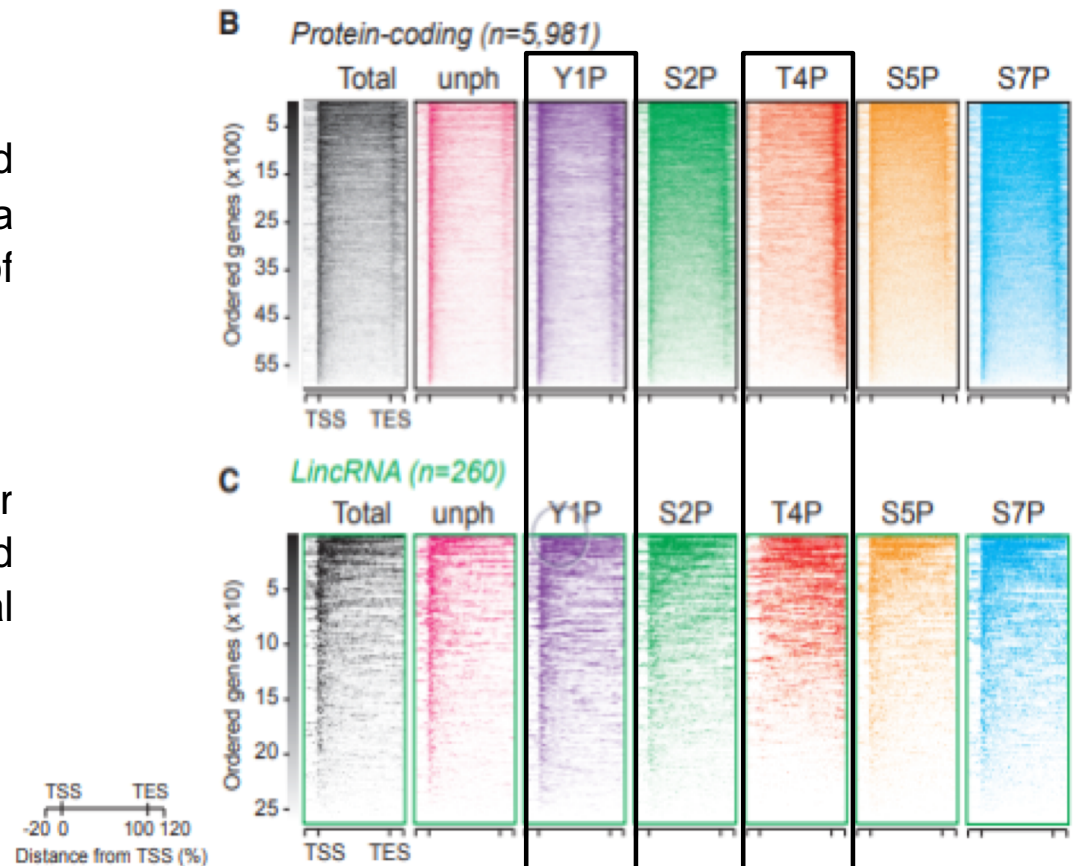 d
a
of
r
d
al
B
Protein-coding (n=5,981)
Total unph Y1P S2P T4P S5P S7P
Ordered genes (x100)
5
15
25
35
45
55
TSS TES
C
LincRNA (n=260)
Total unph Y1P S2P T4P S5P S7P
Ordered genes (x10)
5
10
15
20
25
TSS TES
TSS TES
-20 0 100 120
Distance from TSS (%)